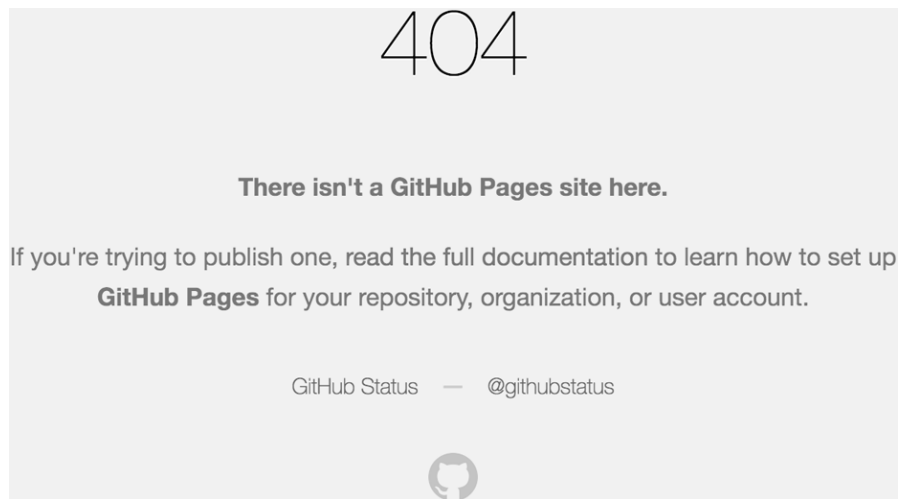 404
There isn't a GitHub Pages site here.
If you're trying to publish one, read the full documentation to learn how to set up
GitHub Pages for your repository, organization, or user account.
GitHub Status — @githubstatus